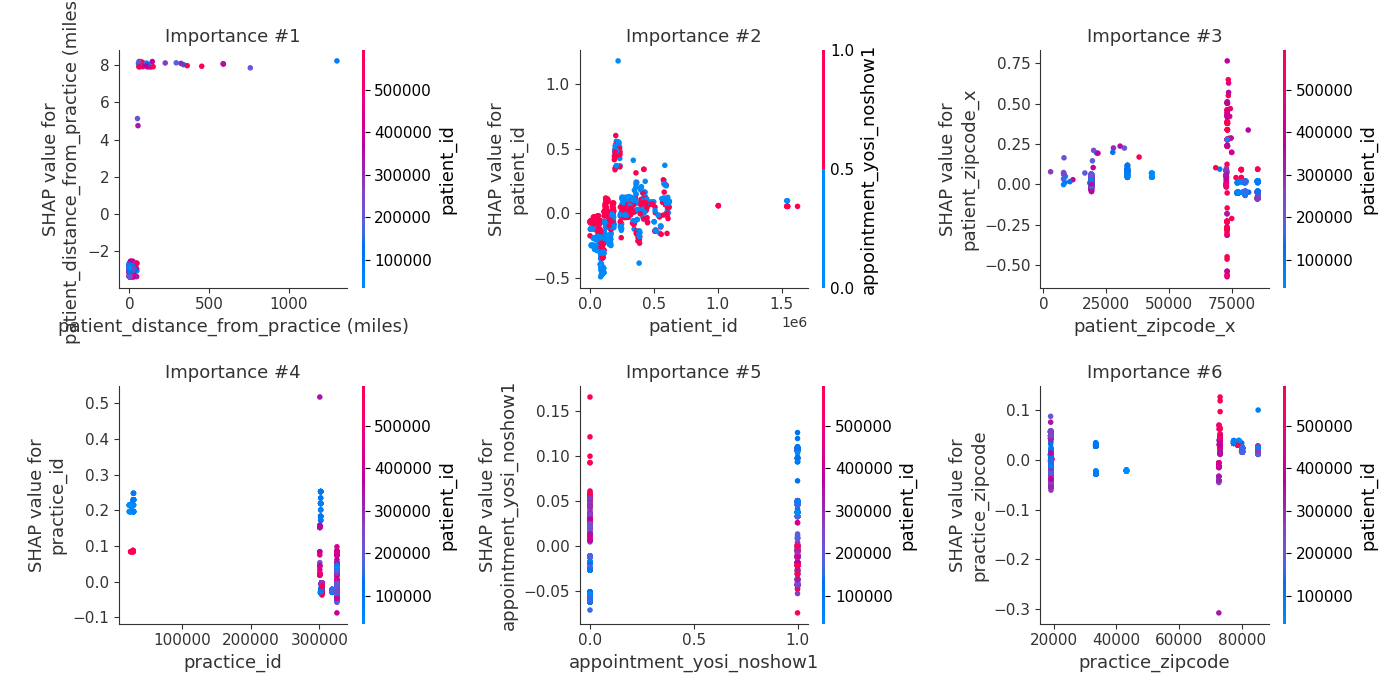 Importance #1
SHAP value for
patient_distance_from_practice (miles)
8
6
4
2
0
−2
0
500
1000
patient_distance_from_practice (miles)
500000
400000
300000
200000
100000
patient_id
Importance #2
SHAP value for
patient_id
1.0
0.5
0.0
−0.5
0.0
0.5
1.0
1.5
1e6
patient_id
1.0
0.5
0.0
appointment_yosi_noshow1
Importance #3
SHAP value for
patient_zipcode_x
0.75
0.50
0.25
0.00
−0.25
−0.50
0
25000
50000
75000
patient_zipcode_x
500000
400000
300000
200000
100000
patient_id
Importance #4
SHAP value for
practice_id
0.5
0.4
0.3
0.2
0.1
0.0
−0.1
100000
200000
300000
practice_id
500000
400000
300000
200000
100000
patient_id
Importance #5
SHAP value for
appointment_yosi_noshow1
0.15
0.10
0.05
0.00
−0.05
0.0
0.5
1.0
appointment_yosi_noshow1
500000
400000
300000
200000
100000
patient_id
Importance #6
SHAP value for
practice_zipcode
0.1
0.0
−0.1
−0.2
−0.3
20000
40000
60000
80000
practice_zipcode
500000
400000
300000
200000
100000
patient_id